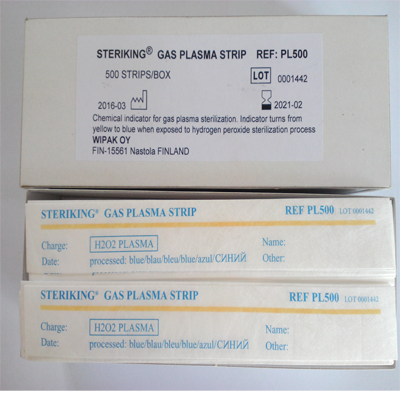 STERIKING® GAS PLASMA STRIP REF: PL500
500 STRIPS/BOX LOT 0001442
2016-03 2021-02
Chemical indicator for gas plasma sterilization. Indicator turns from
yellow to blue when exposed to hydrogen peroxide sterilization process
WIPAK OY
FIN-15561 Nastola FINLAND
STERIKING® GAS PLASMA STRIP REF PL500 LOT 0001442
Charge: H2O2 PLASMA Name:
Date: processed: blue/blau/bleu/blue/azul/СИНИЙ Other:
STERIKING® GAS PLASMA STRIP REF PL500 LOT 0001442
Charge: H2O2 PLASMA Name:
Date: processed: blue/blau/bleu/blue/azul/СИНИЙ Other: